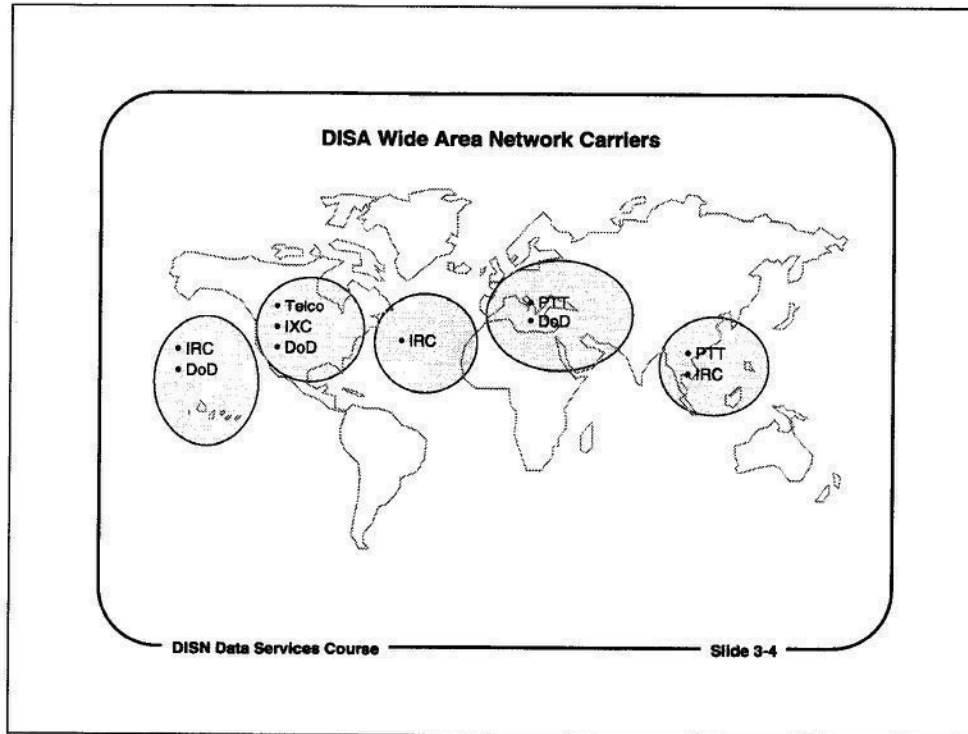 DISA Wide Area Network Carriers
• Telco
• IXC
• DoD
• IRC
• DoD
• IRC
• PTT
• DoD
• PTT
• IRC
DISN Data Services Course
Slide 3-4